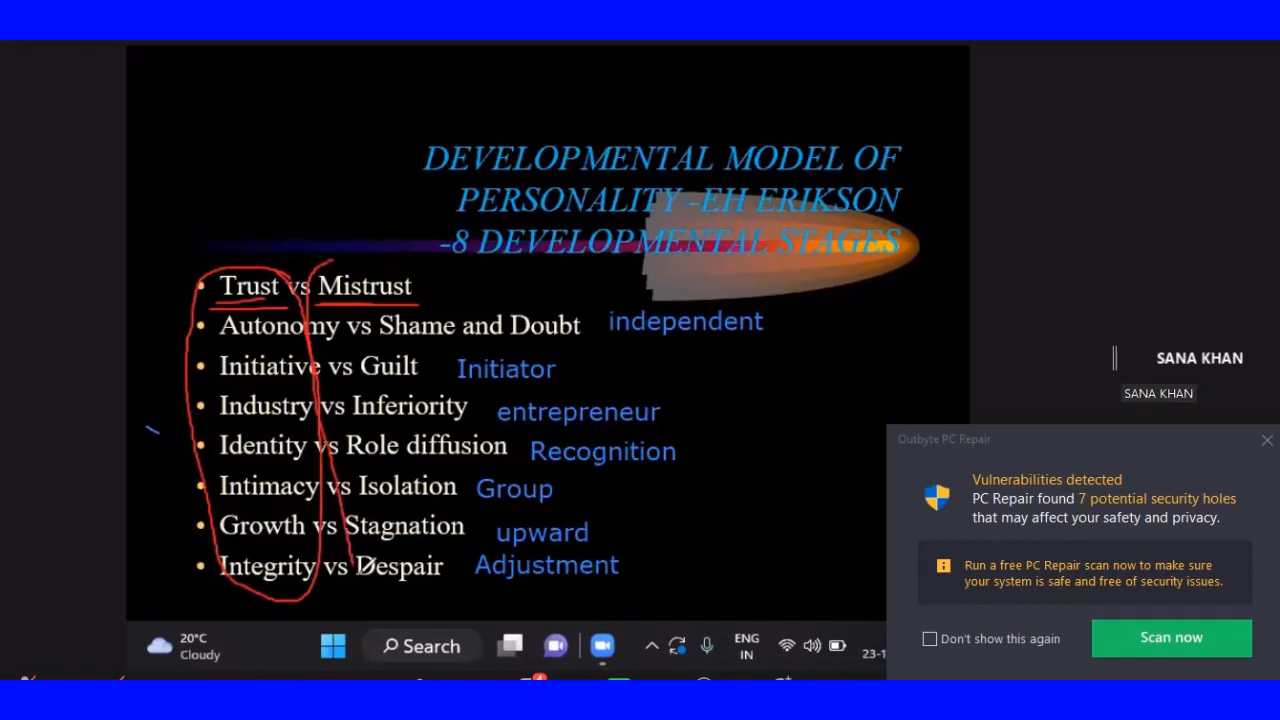 DEVELOPMENTAL MODEL OF
PERSONALITY -EH ERIKSON
-8 DEVELOPMENTAL STAGES
• Trust vs Mistrust
• Autonomy vs Shame and Doubt independent
• Initiative vs Guilt Initiator
• Industry vs Inferiority entrepreneur
• Identity vs Role diffusion Recognition
• Intimacy vs Isolation Group
• Growth vs Stagnation upward
• Integrity vs Despair Adjustment
SANA KHAN
SANA KHAN
Outbyte PC Repair
Vulnerabilities detected
PC Repair found 7 potential security holes
that may affect your safety and privacy.
Run a free PC Repair scan now to make sure
your system is safe and free of security issues.
Don't show this again
Scan now
20°C
Cloudy
Search
ENG
IN
23-1